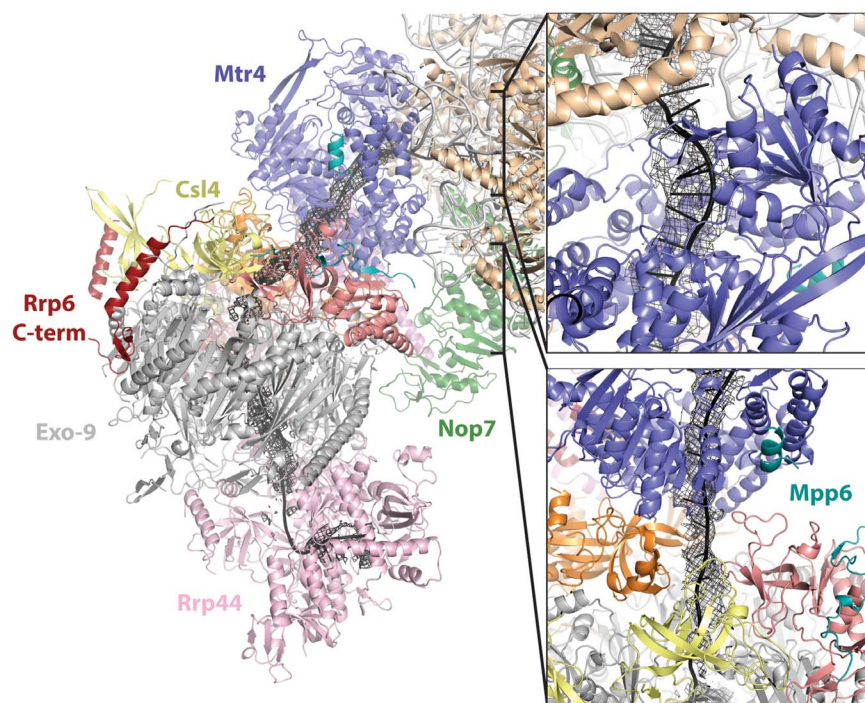 Mtr4
Csl4
Rrp6
C-term
Exo-9
Nop7
Rrp44
Mpp6